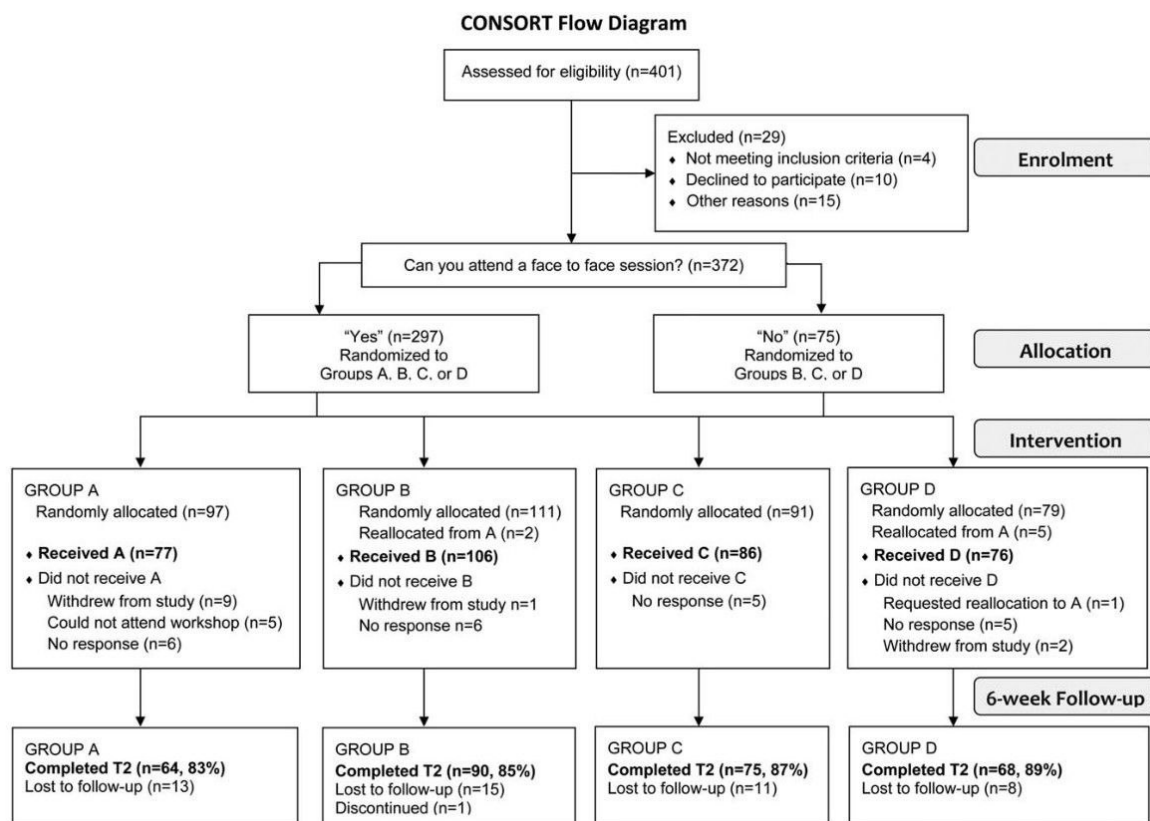 CONSORT Flow Diagram
Assessed for eligibility (n=401)
Excluded (n=29)
♦ Not meeting inclusion criteria (n=4)
♦ Declined to participate (n=10)
♦ Other reasons (n=15)
Enrolment
Can you attend a face to face session? (n=372)
“Yes” (n=297)
Randomized to
Groups A, B, C, or D
“No” (n=75)
Randomized to
Groups B, C, or D
Allocation
Intervention
GROUP A
Randomly allocated (n=97)
♦ Received A (n=77)
♦ Did not receive A
Withdrew from study (n=9)
Could not attend workshop (n=5)
No response (n=6)
GROUP B
Randomly allocated (n=111)
Reallocated from A (n=2)
♦ Received B (n=106)
♦ Did not receive B
Withdrew from study n=1
No response n=6
GROUP C
Randomly allocated (n=91)
♦ Received C (n=86)
♦ Did not receive C
No response (n=5)
GROUP D
Randomly allocated (n=79)
Reallocated from A (n=5)
♦ Received D (n=76)
♦ Did not receive D
Requested reallocation to A (n=1)
No response (n=5)
Withdrew from study (n=2)
6-week Follow-up
GROUP A
Completed T2 (n=64, 83%)
Lost to follow-up (n=13)
GROUP B
Completed T2 (n=90, 85%)
Lost to follow-up (n=15)
Discontinued (n=1)
GROUP C
Completed T2 (n=75, 87%)
Lost to follow-up (n=11)
GROUP D
Completed T2 (n=68, 89%)
Lost to follow-up (n=8)